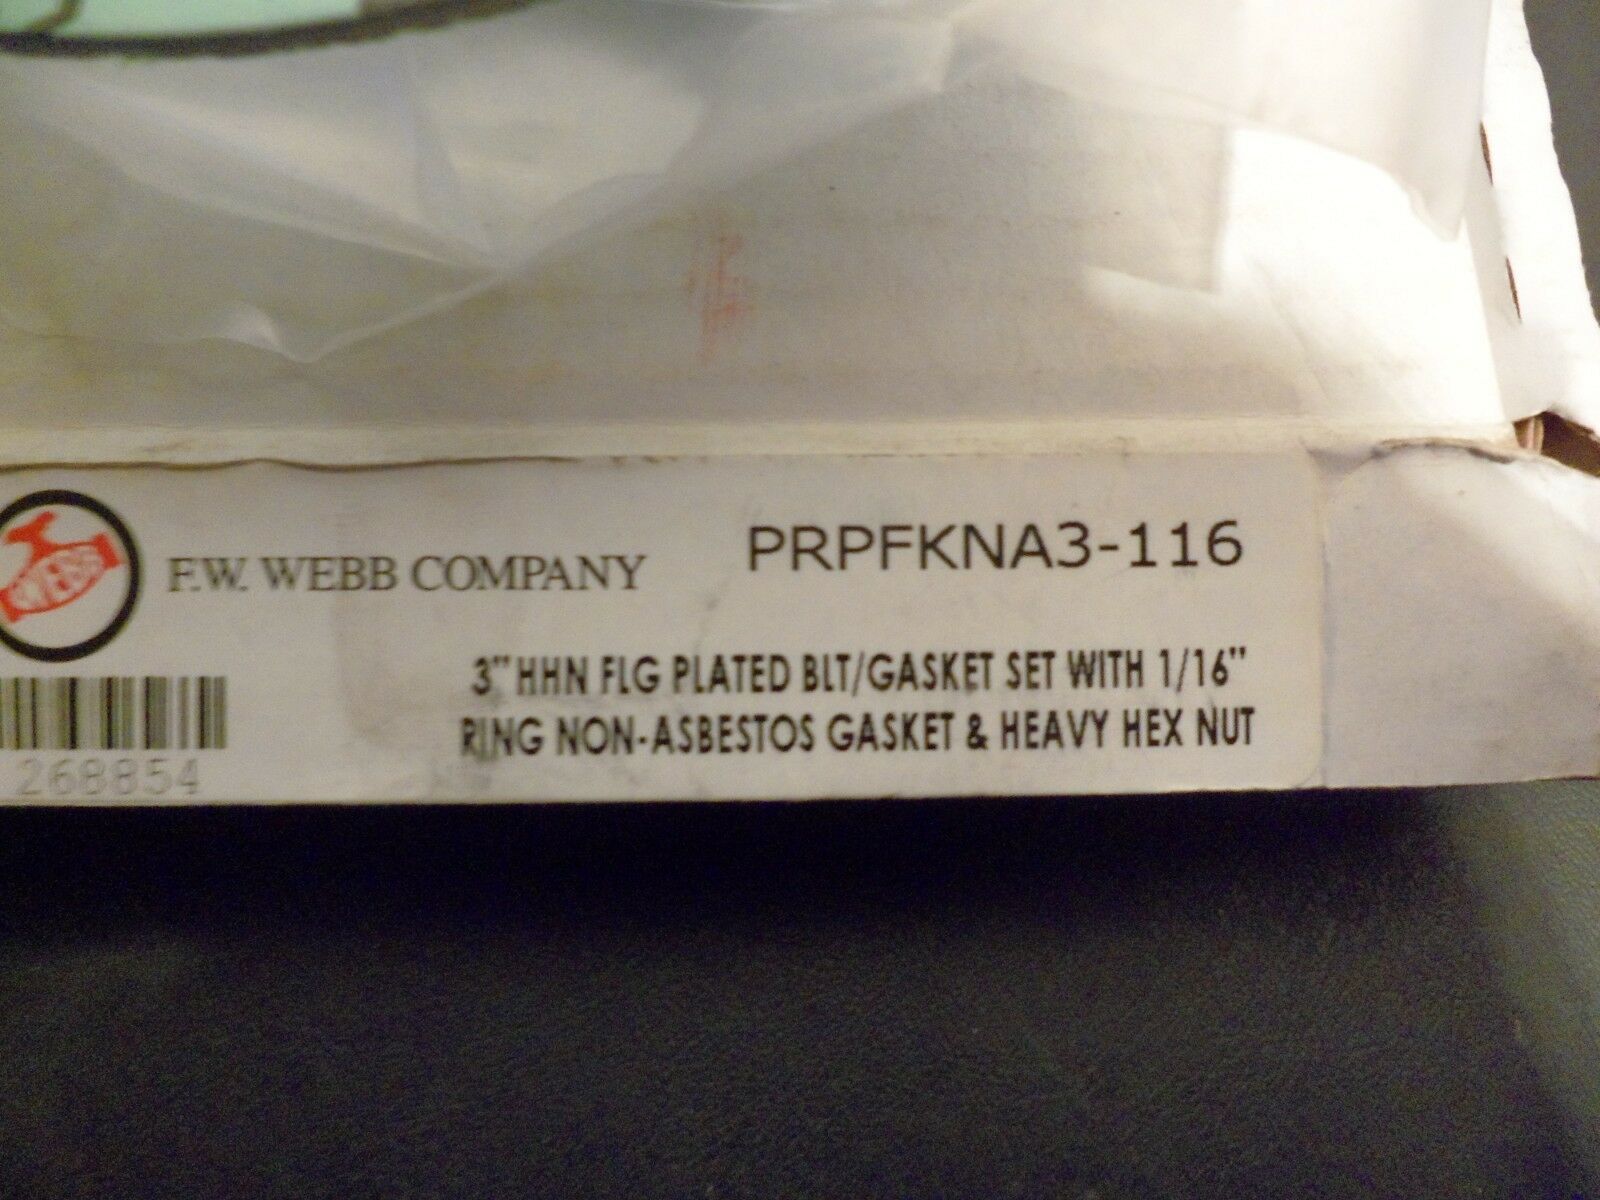 WEBB
F.W. WEBB COMPANY
PRPFKNA3-116
3" HHN FLG PLATED BLT/GASKET SET WITH 1/16"
RING NON-ASBESTOS GASKET & HEAVY HEX NUT
268854